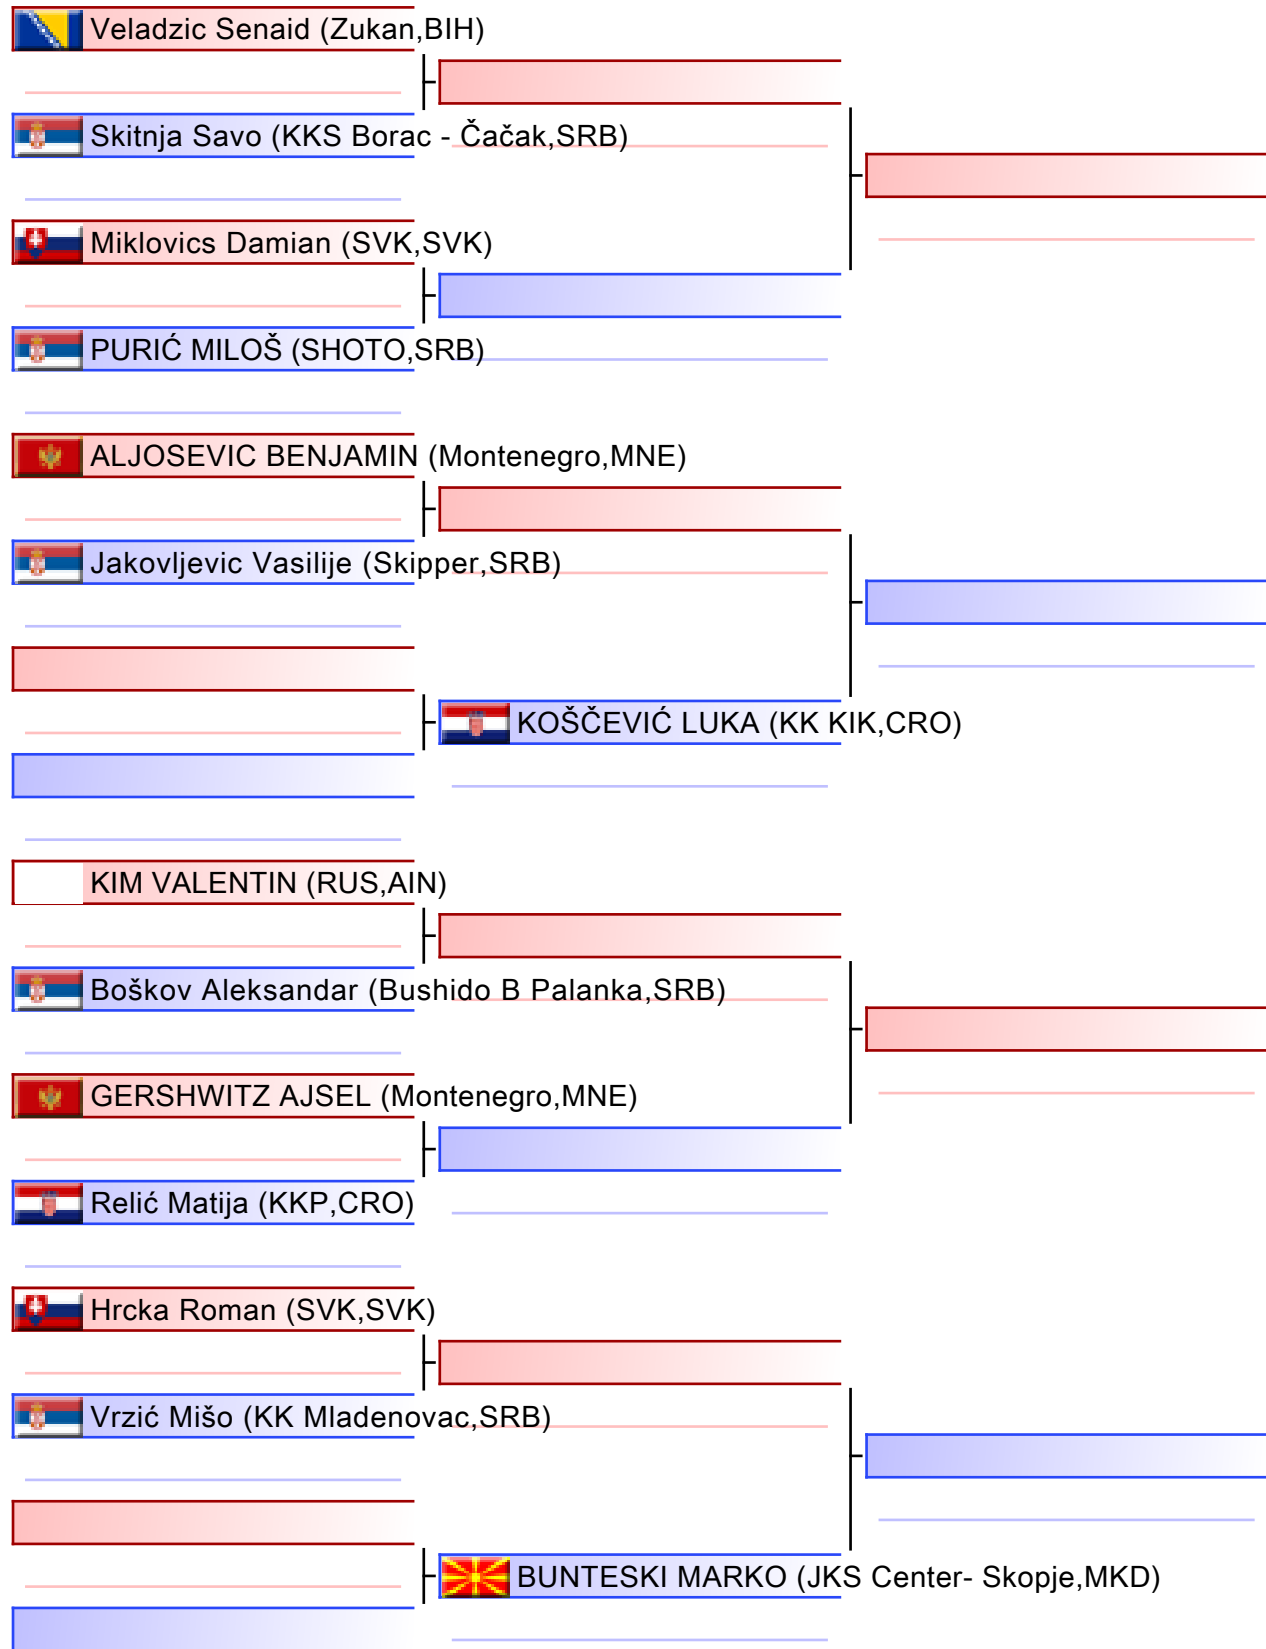 Veladzic Senaid (Zukan,BIH)
Skitnja Savo (KKS Borac - Čačak,SRB)
Miklovics Damian (SVK,SVK)
PURIĆ MILOŠ (SHOTO,SRB)
ALJOSEVIC BENJAMIN (Montenegro,MNE)
Jakovljevic Vasilije (Skipper,SRB)
KOŠČEVIĆ LUKA (KK KIK,CRO)
KIM VALENTIN (RUS,AIN)
Boškov Aleksandar (Bushido B Palanka,SRB)
GERSHWITZ AJSEL (Montenegro,MNE)
Relić Matija (KKP,CRO)
Hrcka Roman (SVK,SVK)
Vrzić Mišo (KK Mladenovac,SRB)
BUNTESKI MARKO (JKS Center- Skopje,MKD)